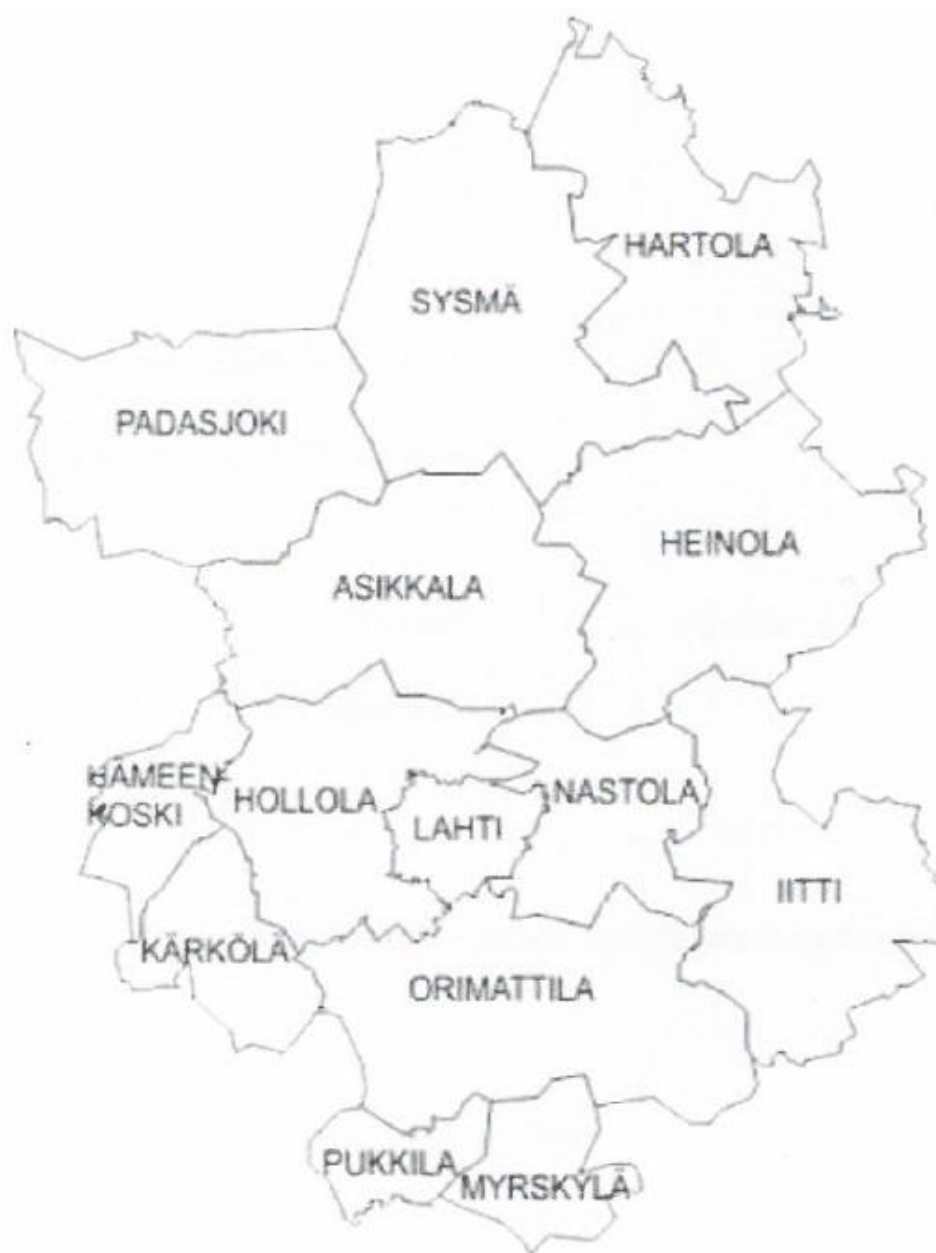 HARTOLA
SYSMÄ
PADASJOKI
HEINOLA
ASIKKALA
HÄMEEN-
KOSKI
HOLLOLA
NASTOLA
LAHTI
IITTI
KÄRKÖLÄ
ORIMATTILA
PUKKILA
MYRSKYLÄ